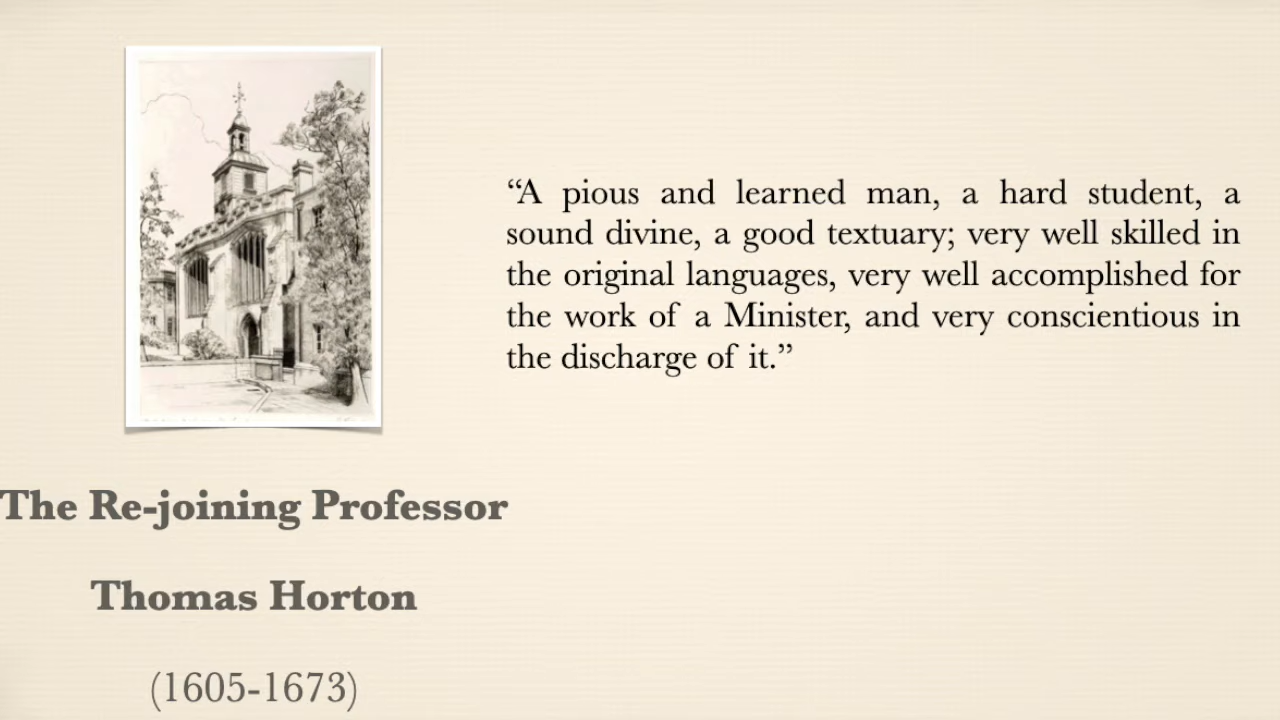 “A pious and learned man, a hard student, a
sound divine, a good textuary; very well skilled in
the original languages, very well accomplished for
the work of a Minister, and very conscientious in
the discharge of it.”
The Re-joining Professor
Thomas Horton
(1605-1673)